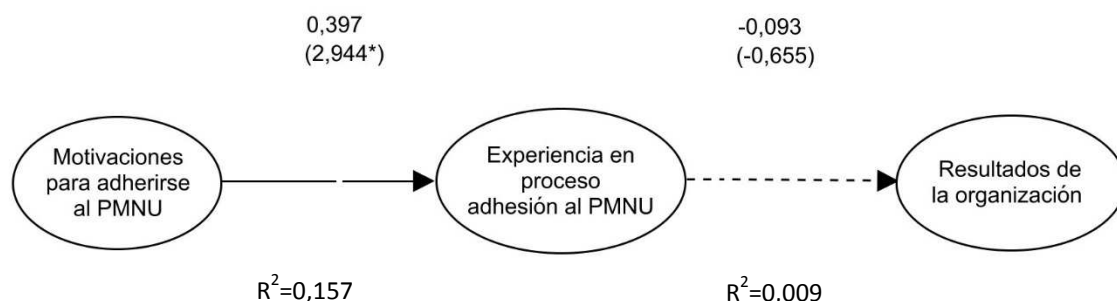 0,397
(2,944*)
-0,093
(-0,655)
Motivaciones
para adherirse
al PMNU
Experiencia en
proceso
adhesión al PMNU
Resultados de
la organización
R²=0,157
R²=0,009